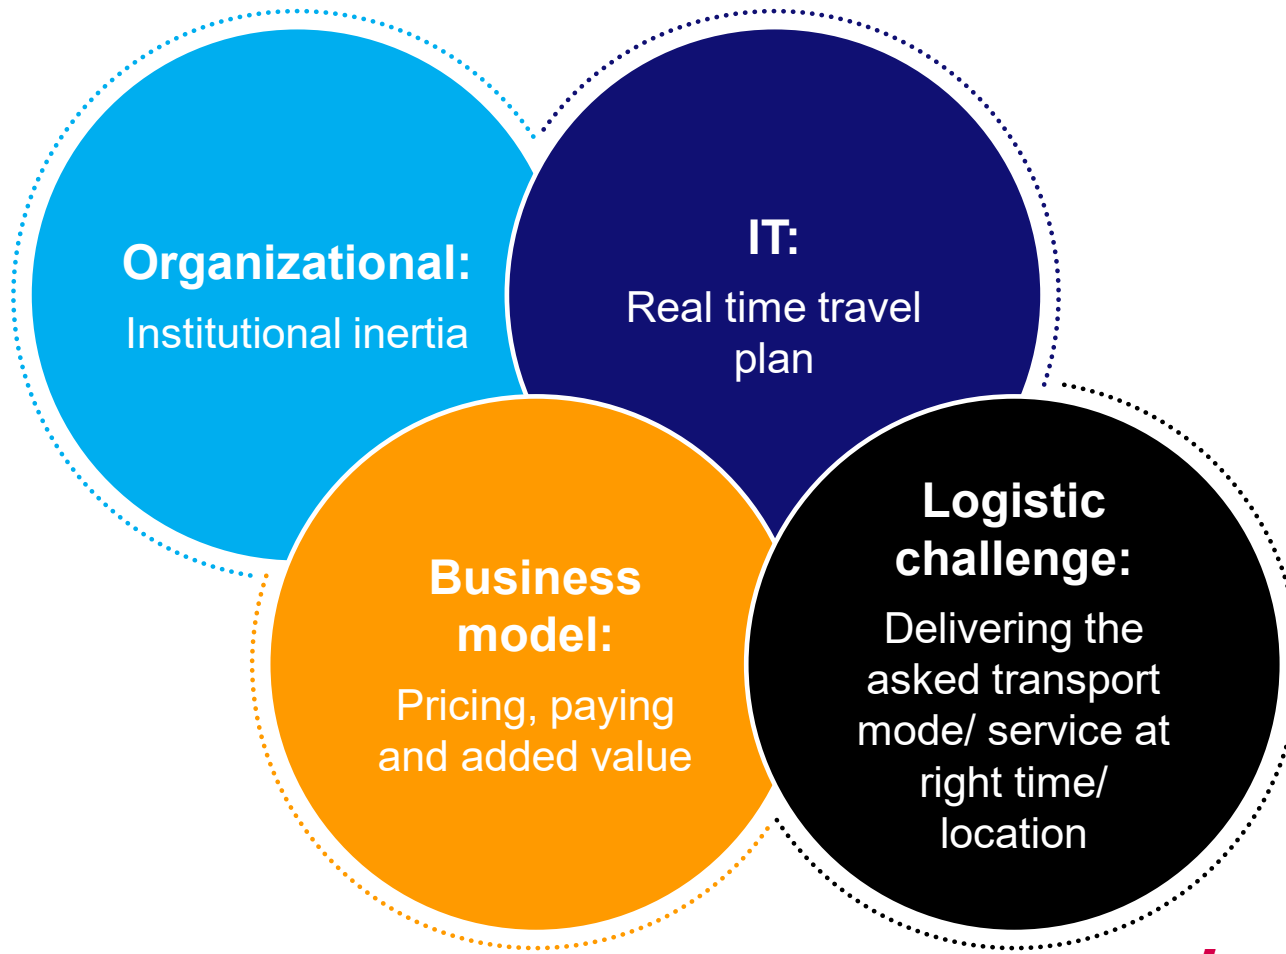 Organizational:
Institutional inertia
IT:
Real time travel
plan
Business
model:
Pricing, paying
and added value
Logistic
challenge:
Delivering the
asked transport
mode/ service at
right time/
location